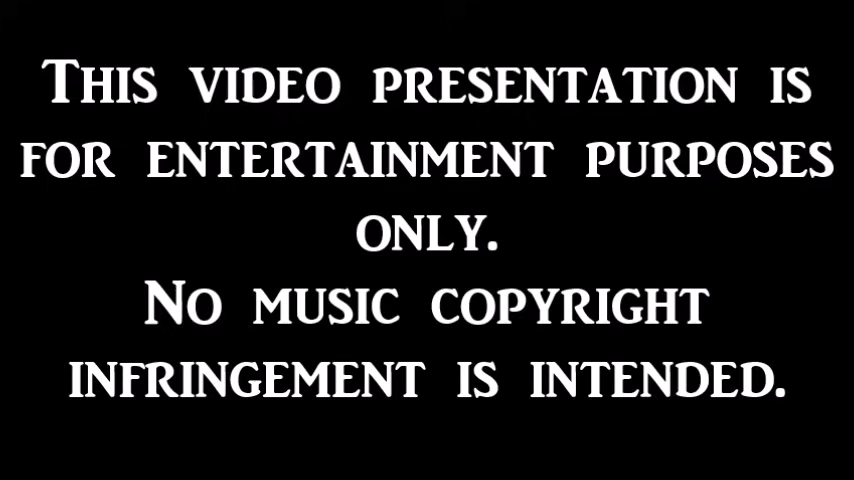 This video presentation is
for entertainment purposes
only.
No music copyright
infringement is intended.